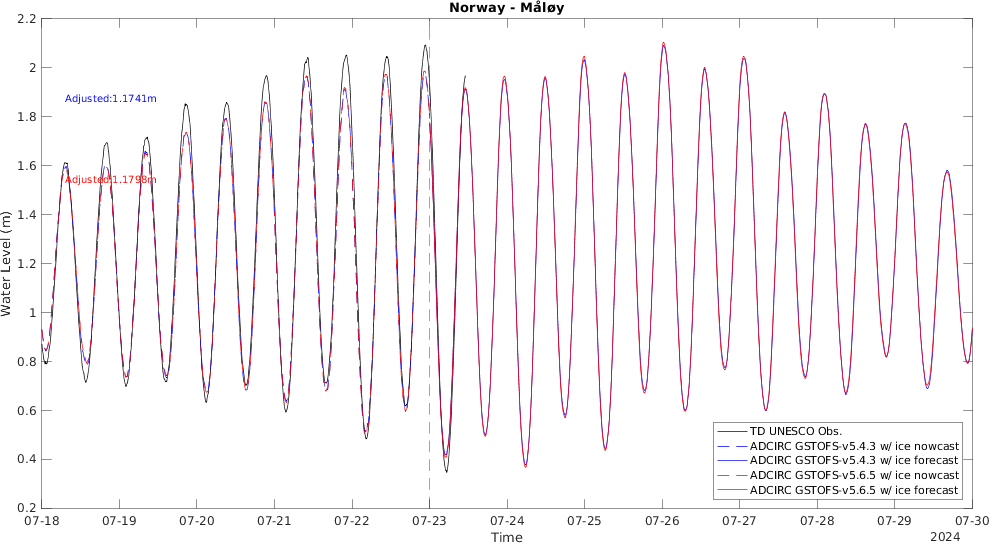 Norway - Måløy
2.2
2
1.8
1.6
1.4
1.2
1
0.8
0.6
0.4
0.2
Water Level (m)
Adjusted:1.1741m
Adjusted:1.1798m
TD UNESCO Obs.
ADCIRC GSTOFS-v5.4.3 w/ ice nowcast
ADCIRC GSTOFS-v5.4.3 w/ ice forecast
ADCIRC GSTOFS-v5.6.5 w/ ice nowcast
ADCIRC GSTOFS-v5.6.5 w/ ice forecast
07-18 07-19 07-20 07-21 07-22 07-23 07-24 07-25 07-26 07-27 07-28 07-29 07-30
Time
2024